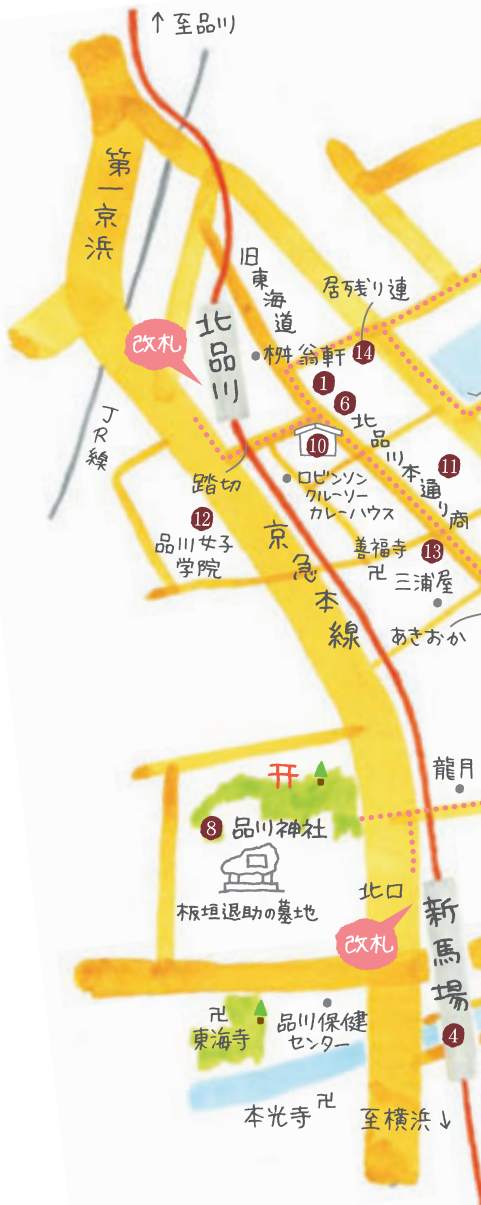 ↑至品川
第一京浜
旧東海道
居残り連
改札
北品川
桝翁軒
14
1
6
JR線
北品川本通り商
10
11
踏切
ロビンソン
クルーソー
カレーハウス
12
品川女子
学院
京急本線
善福寺
13
卍
三浦屋
あきおか
龍月
8
品川神社
板垣退助の墓地
北口
改札
新馬場
卍
東海寺
品川保健
センター
4
本光寺
卍
至横浜↓